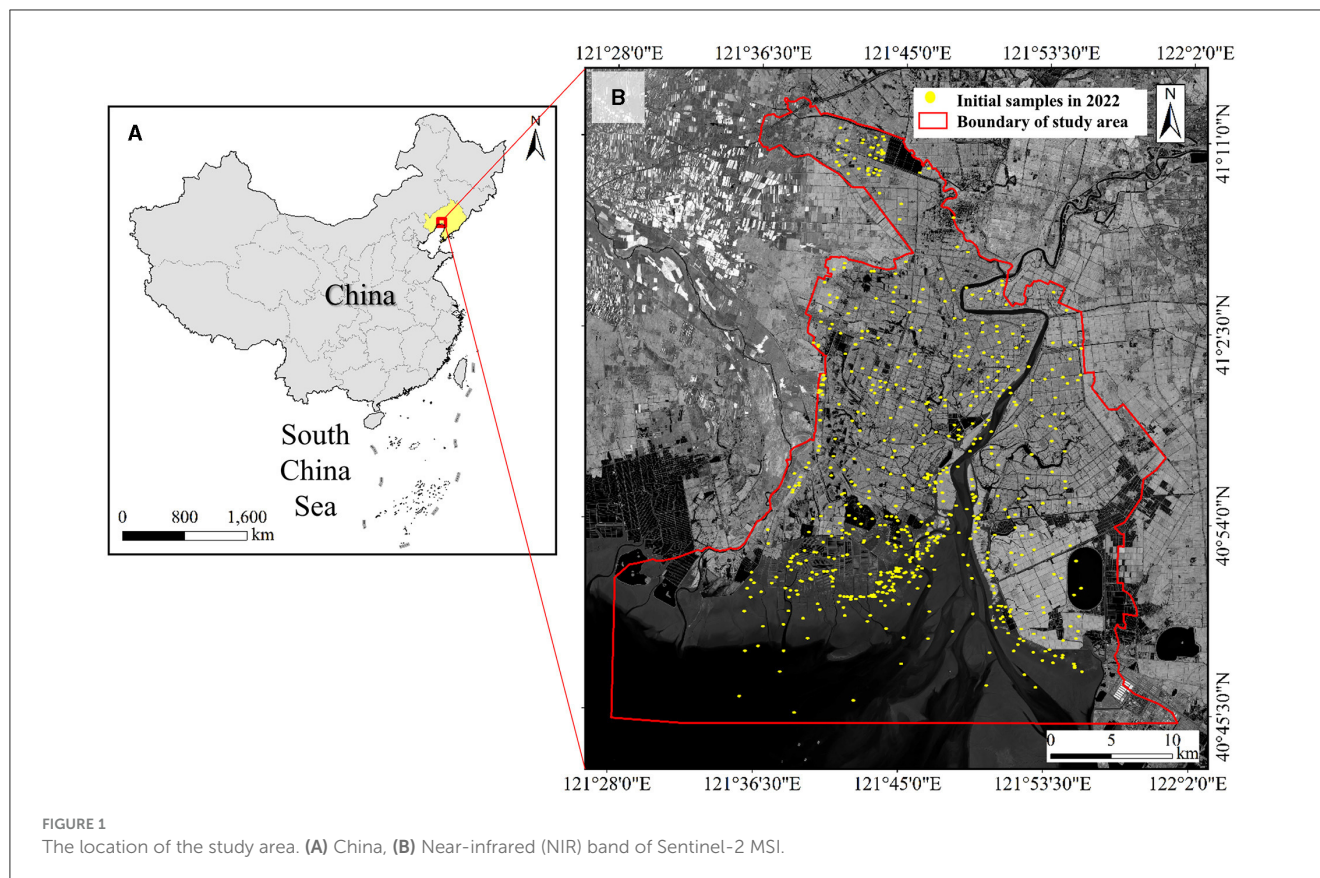 121°28'0"E 121°36'30"E 121°45'0"E 121°53'30"E 122°2'0"E
A
N
China
South
China
Sea
0 800 1,600
km
B
Initial samples in 2022
Boundary of study area
N
41°11'0"N
41°2'30"N
40°54'0"N
40°45'30"N
0 5 10
km
121°28'0"E 121°36'30"E 121°45'0"E 121°53'30"E 122°2'0"E
FIGURE 1
The location of the study area. (A) China, (B) Near-infrared (NIR) band of Sentinel-2 MSI.